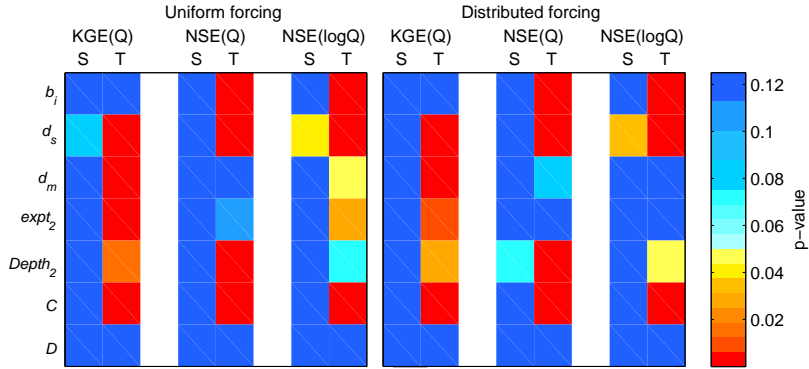 Uniform forcing Distributed forcing
KGE(Q) NSE(Q) NSE(logQ) KGE(Q) NSE(Q) NSE(logQ)
S T S T S T S T S T S T
b_i
d_s
d_m
expt_2
Depth_2
C
D
0.12
0.1
0.08
0.06
0.04
0.02
p−value